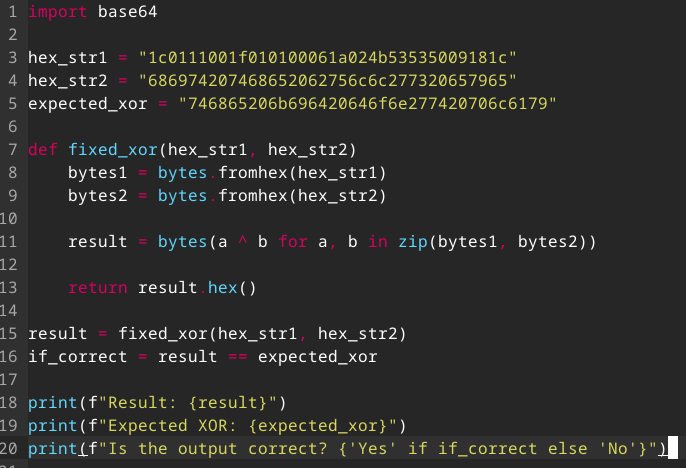 1 import base64
2
3 hex_str1 = "1c0111001f010100061a024b53535009181c"
4 hex_str2 = "686974207468652062756c6c277320657965"
5 expected_xor = "746865206b696420646f6e277420706c6179"
6
7 def fixed_xor(hex_str1, hex_str2)
8     bytes1 = bytes.fromhex(hex_str1)
9     bytes2 = bytes.fromhex(hex_str2)
10
11     result = bytes(a ^ b for a, b in zip(bytes1, bytes2))
12
13     return result.hex()
14
15 result = fixed_xor(hex_str1, hex_str2)
16 if_correct = result == expected_xor
17
18 print(f"Result: {result}")
19 print(f"Expected XOR: {expected_xor}")
20 print(f"Is the output correct? {'Yes' if if_correct else 'No'}")